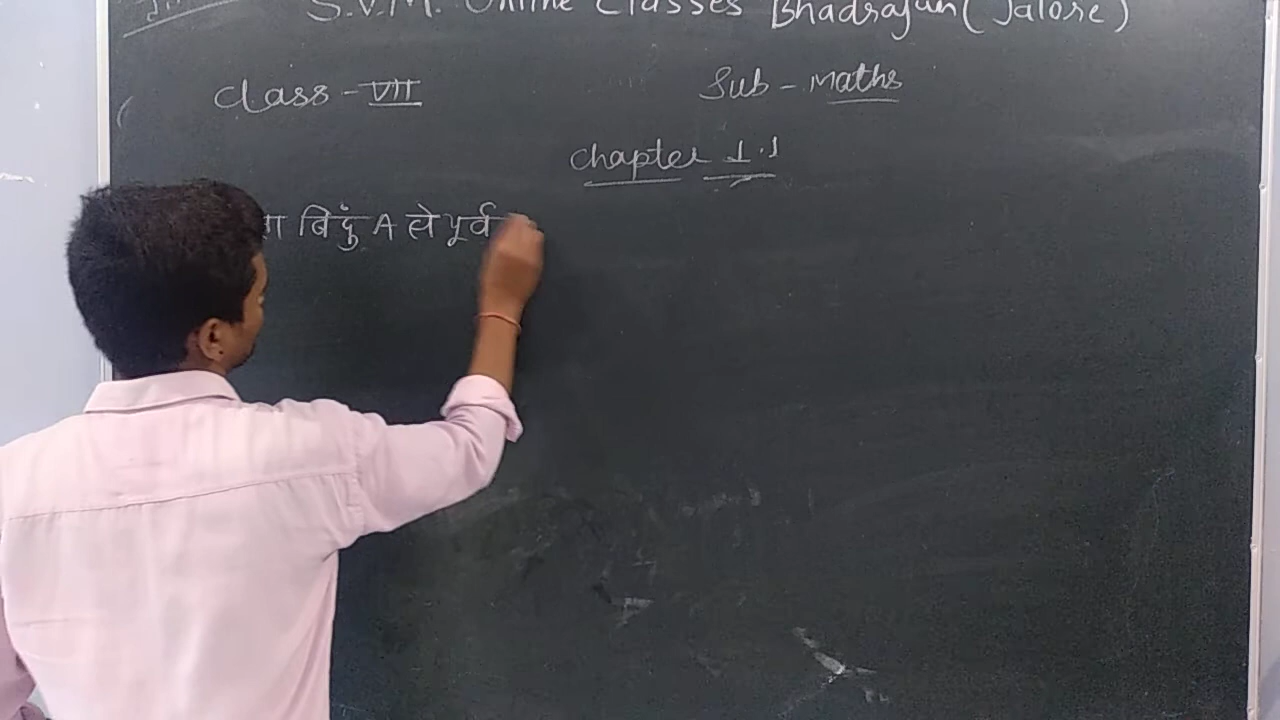 S.V.M. Online Classes Bhadrajun (Jalore)
Class - VII
Sub - Maths
Chapter 1.1
बिंदु A से पूर्व